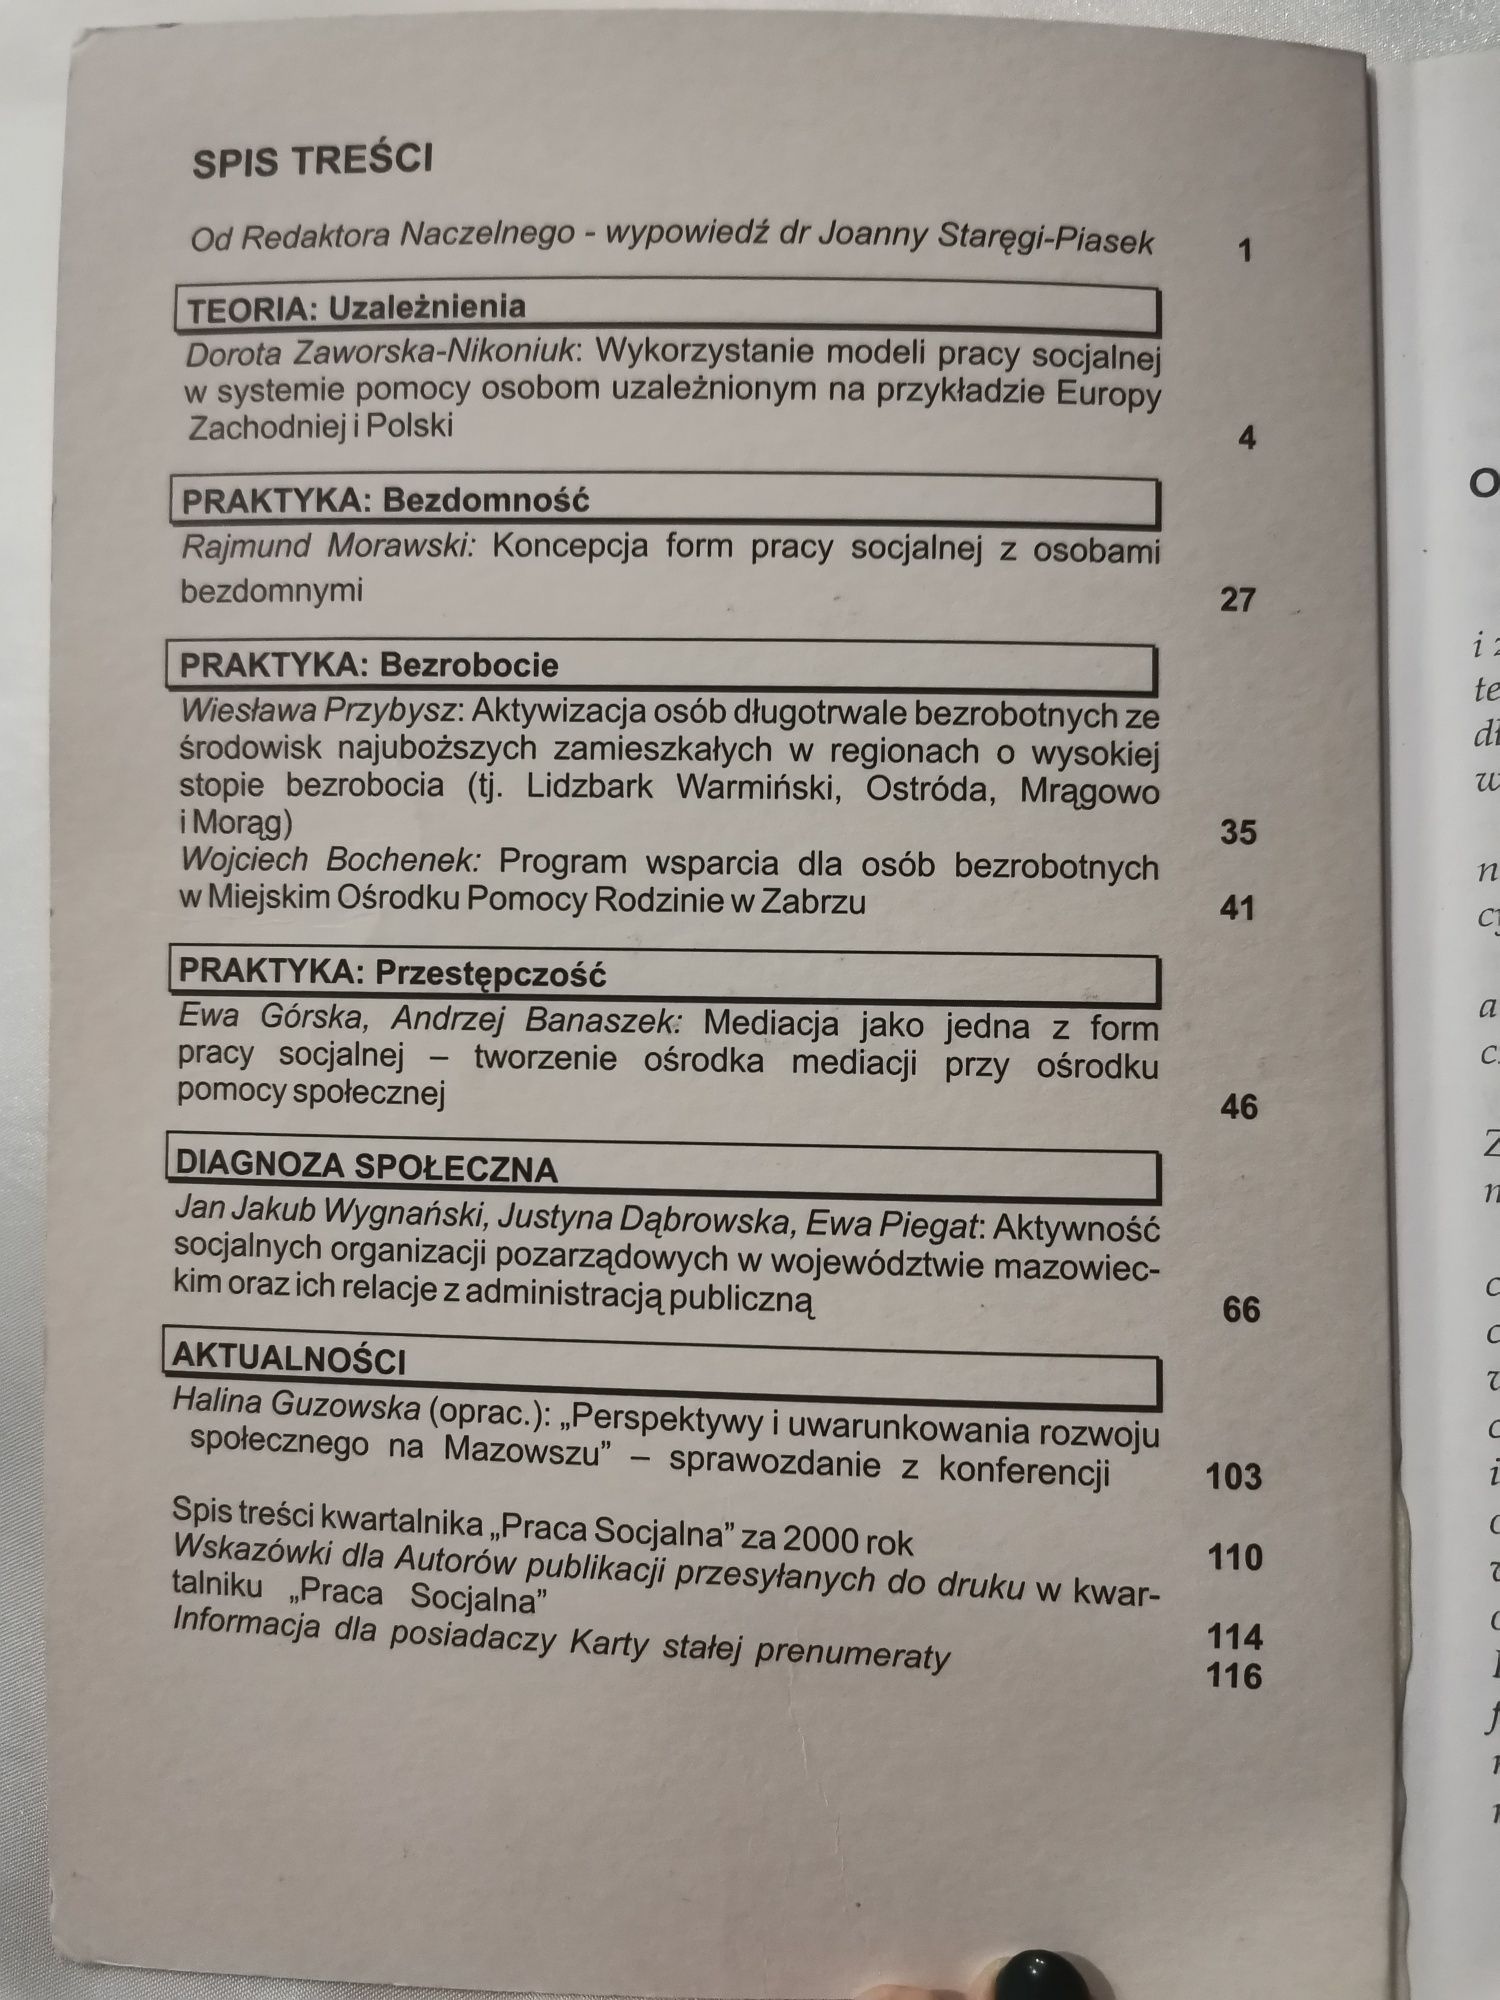 SPIS TREŚCI
Od Redaktora Naczelnego - wypowiedź dr Joanny Staręgi-Piasek 1
TEORIA: Uzależnienia
Dorota Zaworska-Nikoniuk: Wykorzystanie modeli pracy socjalnej
w systemie pomocy osobom uzależnionym na przykładzie Europy
Zachodniej i Polski 4
PRAKTYKA: Bezdomność
Rajmund Morawski: Koncepcja form pracy socjalnej z osobami
bezdomnymi 27
PRAKTYKA: Bezrobocie
Wiesława Przybysz: Aktywizacja osób długotrwale bezrobotnych ze
środowisk najuboższych zamieszkałych w regionach o wysokiej
stopie bezrobocia (tj. Lidzbark Warmiński, Ostróda, Mrągowo
i Morąg) 35
Wojciech Bochenek: Program wsparcia dla osób bezrobotnych
w Miejskim Ośrodku Pomocy Rodzinie w Zabrzu 41
PRAKTYKA: Przestępczość
Ewa Górska, Andrzej Banaszek: Mediacja jako jedna z form
pracy socjalnej – tworzenie ośrodka mediacji przy ośrodku
pomocy społecznej 46
DIAGNOZA SPOŁECZNA
Jan Jakub Wygnański, Justyna Dąbrowska, Ewa Piegat: Aktywność
socjalnych organizacji pozarządowych w województwie mazowiec-
kim oraz ich relacje z administracją publiczną 66
AKTUALNOŚCI
Halina Guzowska (oprac.): „Perspektywy i uwarunkowania rozwoju
społecznego na Mazowszu” – sprawozdanie z konferencji 103
Spis treści kwartalnika „Praca Socjalna” za 2000 rok 110
Wskazówki dla Autorów publikacji przesyłanych do druku w kwar-
talniku „Praca Socjalna” 114
Informacja dla posiadaczy Karty stałej prenumeraty 116